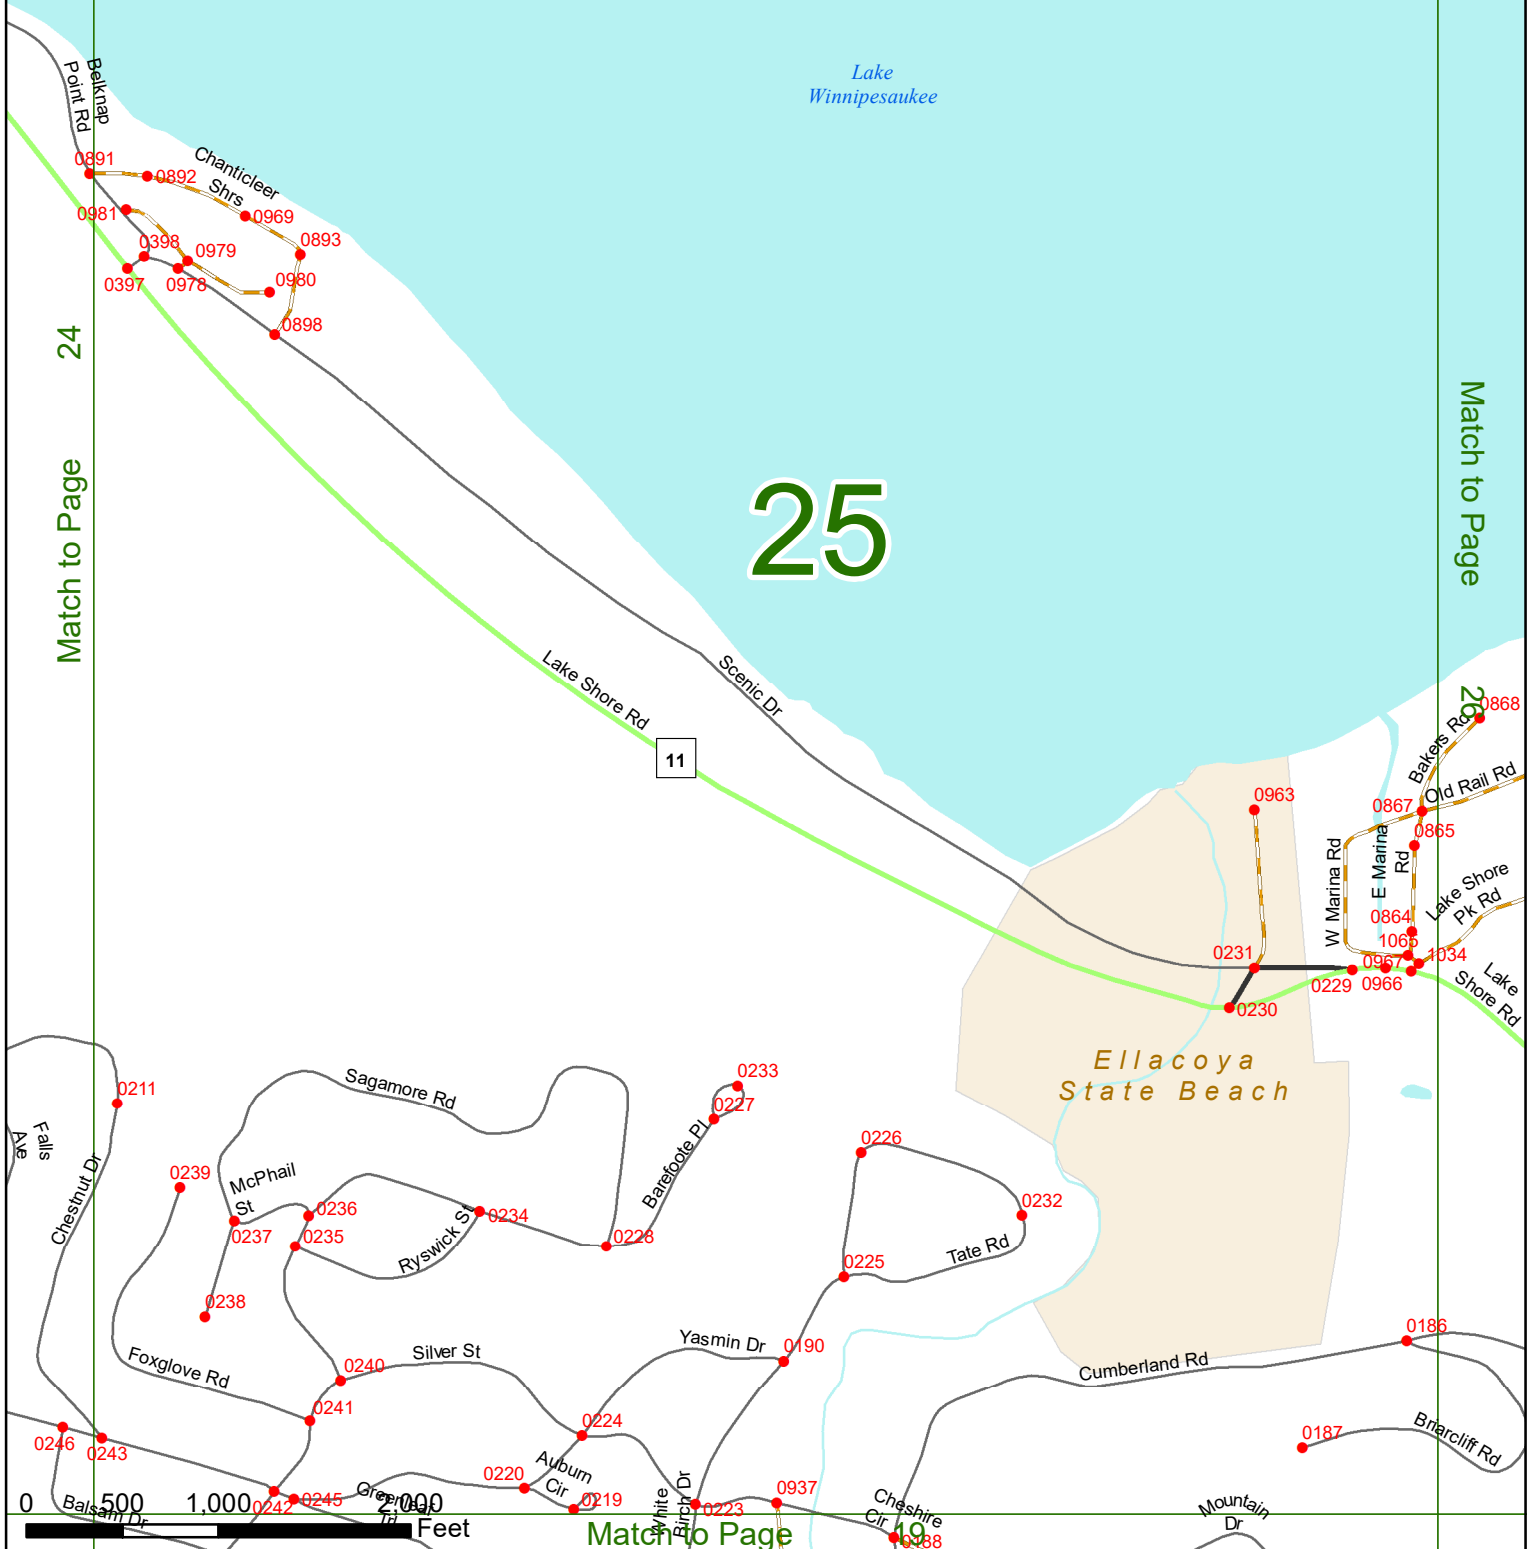 Lake
Winnipesaukee
Belknap
Point Rd
0891
0892
Chanticleer
Shrs
0981
0969
0398
0979
0893
0397
0978
0980
0898
24
Match to Page
25
Match to Page
26
Lake Shore Rd
Scenic Dr
11
0868
Bakers Rd
Old Rail Rd
0963
0867
0865
W Marina Rd
E Marina
Rd
Lake Shore
Pk Rd
0864
1065
1034
0231
0967
0229
0966
0230
Lake
Shore Rd
Ellacoya
State Beach
0211
Falls
Ave
Sagamore Rd
0233
0227
Barefoote Pl
0226
0239
McPhail
St
0236
0234
0232
Chestnut Dr
0237
0235
Ryswick St
0228
Tate Rd
0225
0238
0186
Foxglove Rd
0240
Silver St
Yasmin Dr
0190
Cumberland Rd
0241
0224
0246
0243
0187
Briarcliff Rd
Auburn
Cir
0220
0219
0242
0245
Greenleaf
Trl
White
Birch Dr
0223
0937
Cheshire
Cir
0188
Mountain
Dr
Balsam Dr
0 500 1,000 2,000
Feet
Match to Page 19